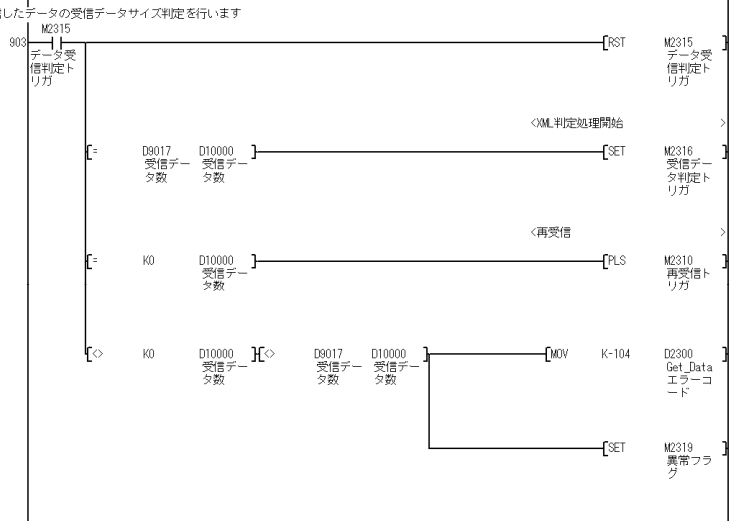 したデータの受信データサイズ判定を行います
M2315
903
RST M2315
データ受
信判定ト
リガ
データ受
信判定ト
リガ
<XML判定処理開始 >
= D9017 D10000
受信デー
タ数
受信デー
タ数
SET M2316
受信デー
タ判定ト
リガ
<再受信 >
= K0 D10000
受信デー
タ数
PLS M2310
再受信ト
リガ
<> K0 D10000
受信デー
タ数
<> D9017 D10000
受信デー
タ数
受信デー
タ数
MOV K-104 D2300
Get_Data
エラーコ
ード
SET M2319
異常フラ
グ